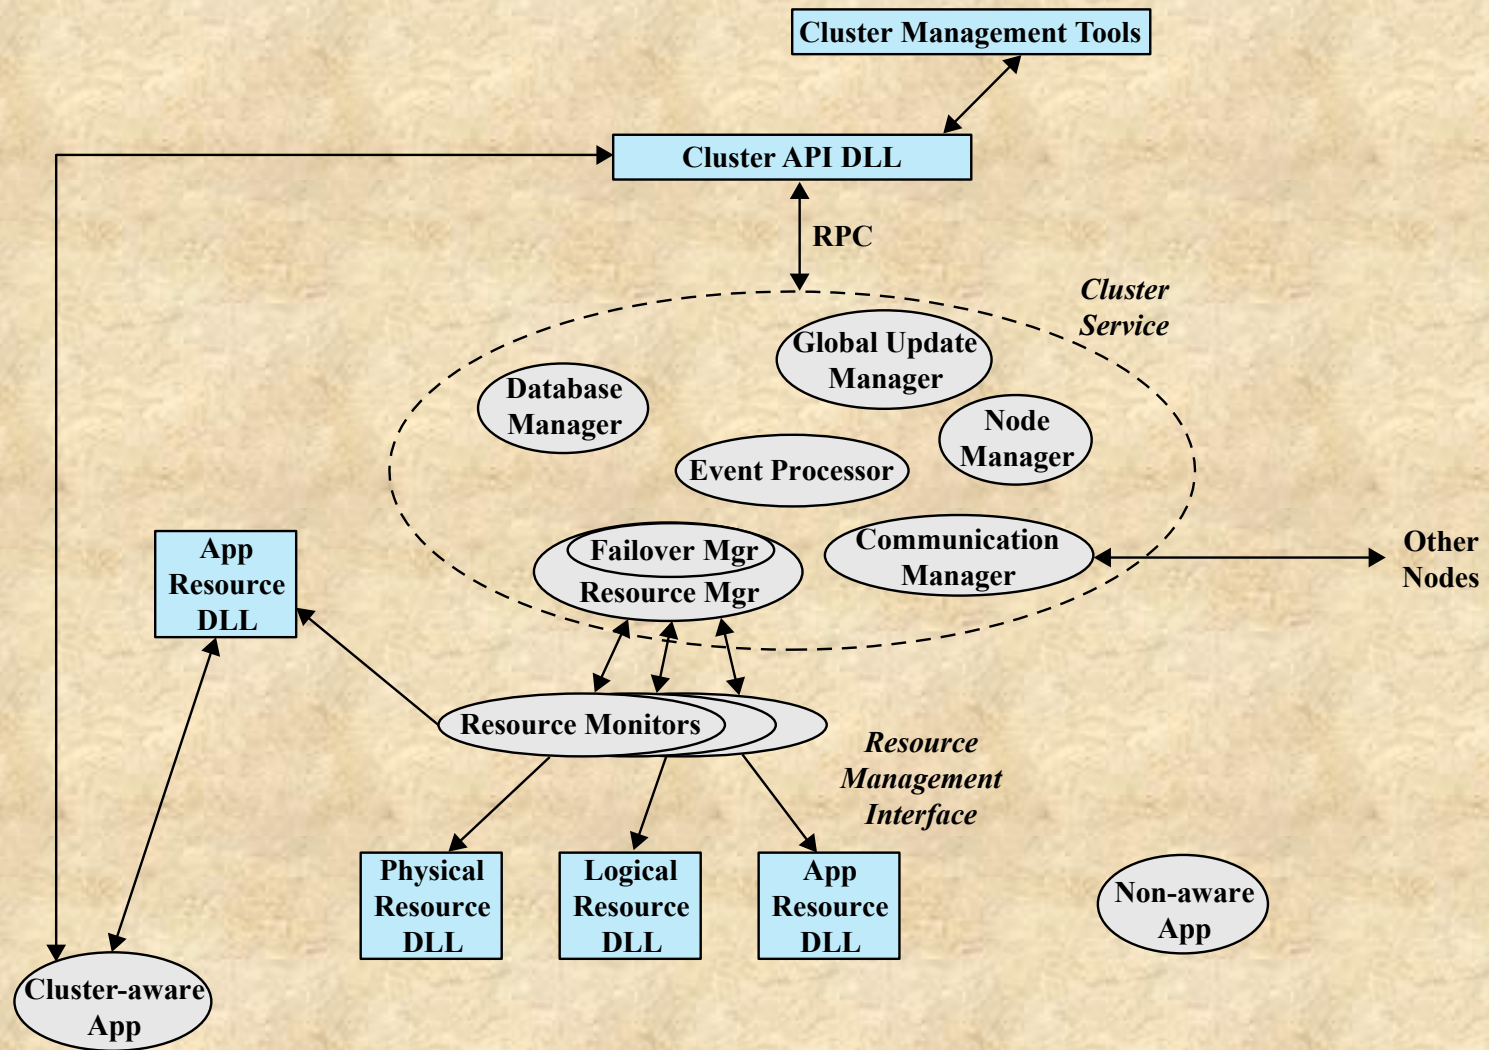 Cluster Management Tools
Cluster API DLL
RPC
Cluster
Service
Global Update
Manager
Database
Manager
Node
Manager
Event Processor
Failover Mgr
Resource Mgr
Communication
Manager
Other
Nodes
App
Resource
DLL
Resource Monitors
Resource
Management
Interface
Physical
Resource
DLL
Logical
Resource
DLL
App
Resource
DLL
Non-aware
App
Cluster-aware
App